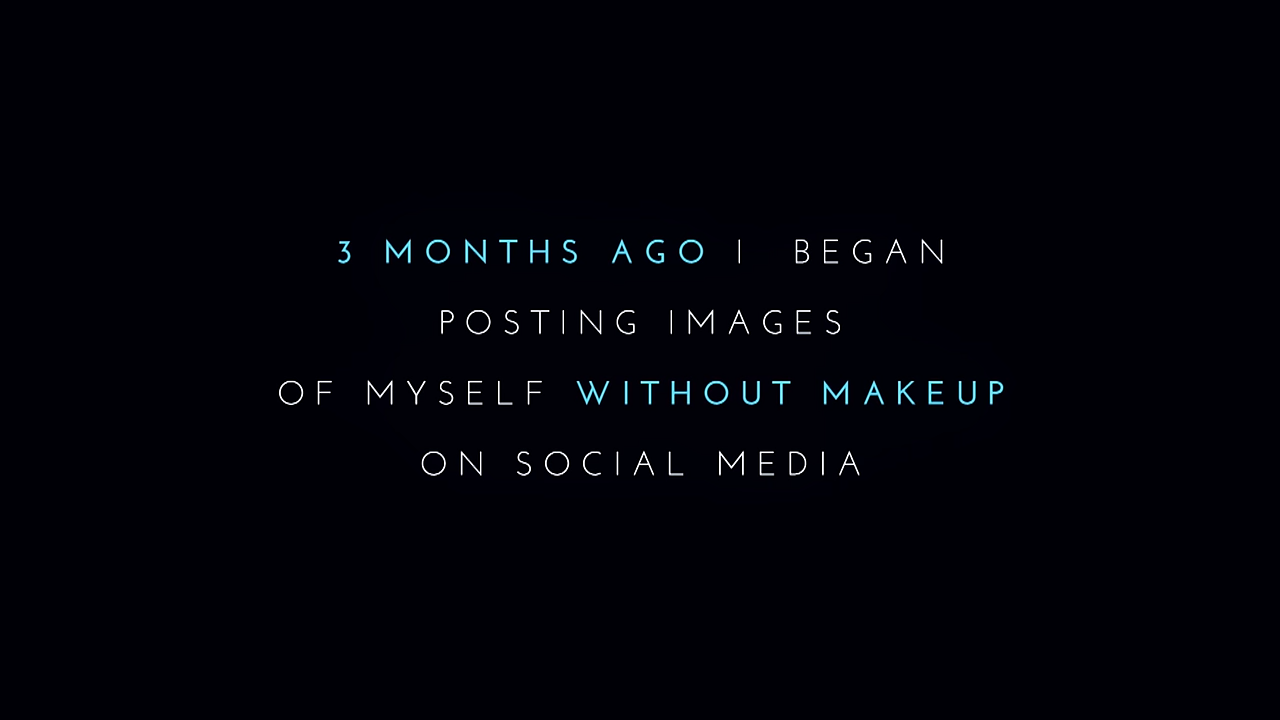 3 MONTHS AGO I BEGAN
POSTING IMAGES
OF MYSELF WITHOUT MAKEUP
ON SOCIAL MEDIA